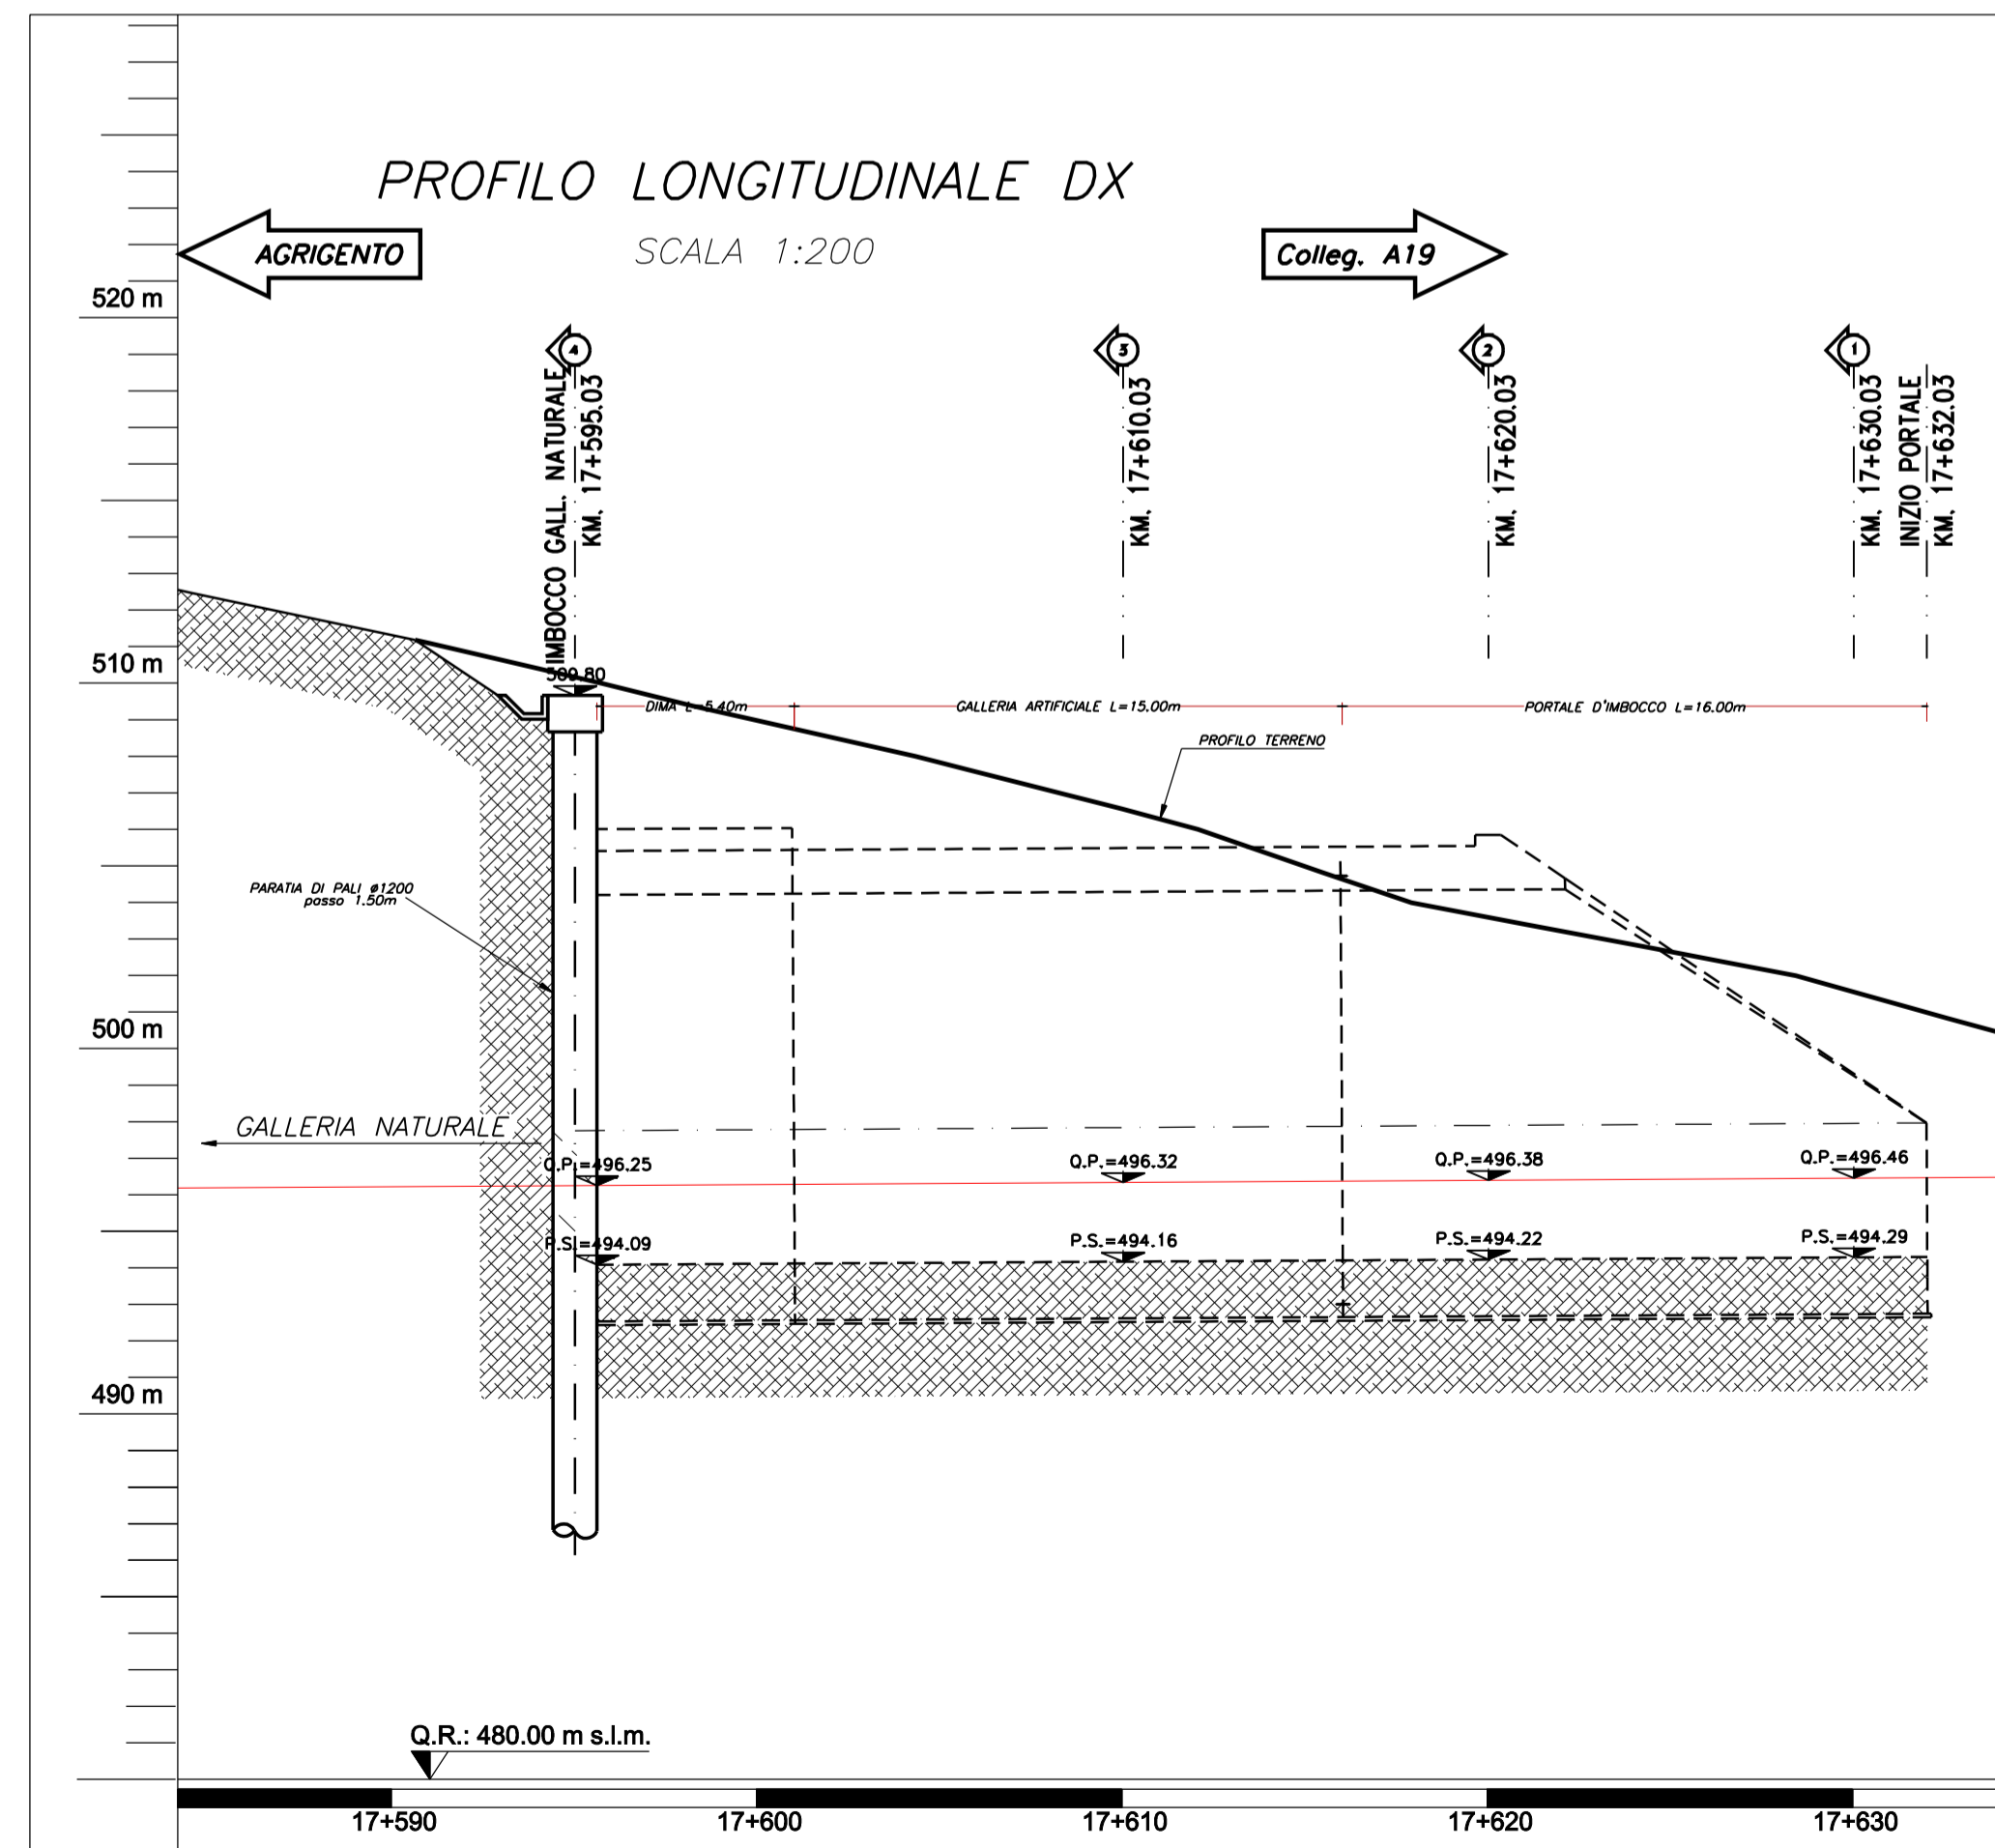 PROFILO LONGITUDINALE DX
SCALA 1:200
AGRIGENTO
Colleg. A19
520 m
510 m
500 m
490 m
4
3
2
1
IMBOCCO GALL. NATURALE
KM. 17+595.03
KM. 17+610.03
KM. 17+620.03
KM. 17+630.03
INIZIO PORTALE
KM. 17+632.03
509.80
DIMA L=5.40m
GALLERIA ARTIFICIALE L=15.00m
PORTALE D'IMBOCCO L=16.00m
PROFILO TERRENO
PARATIA DI PALI ø1200
passo 1.50m
GALLERIA NATURALE
Q.P.=496.25
Q.P.=496.32
Q.P.=496.38
Q.P.=496.46
P.S.=494.09
P.S.=494.16
P.S.=494.22
P.S.=494.29
Q.R.: 480.00 m s.l.m.
17+590
17+600
17+610
17+620
17+630